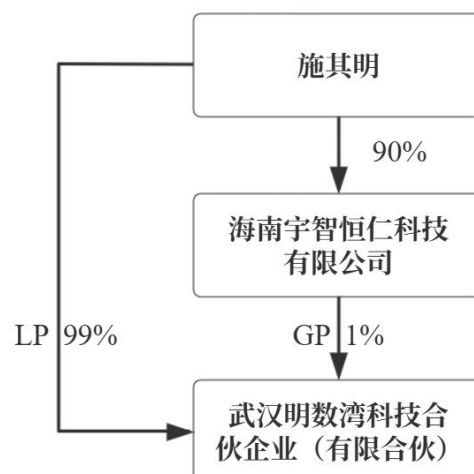 施其明
90%
海南宇智恒仁科技
有限公司
LP 99%
GP 1%
武汉明数湾科技合
伙企业（有限合伙）